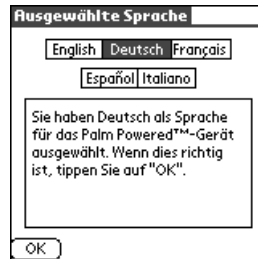 Ausgewählte Sprache
English Deutsch Français
Español Italiano
Sie haben Deutsch als Sprache
für das Palm Powered™-Gerät
ausgewählt. Wenn dies richtig
ist, tippen Sie auf "OK".
OK